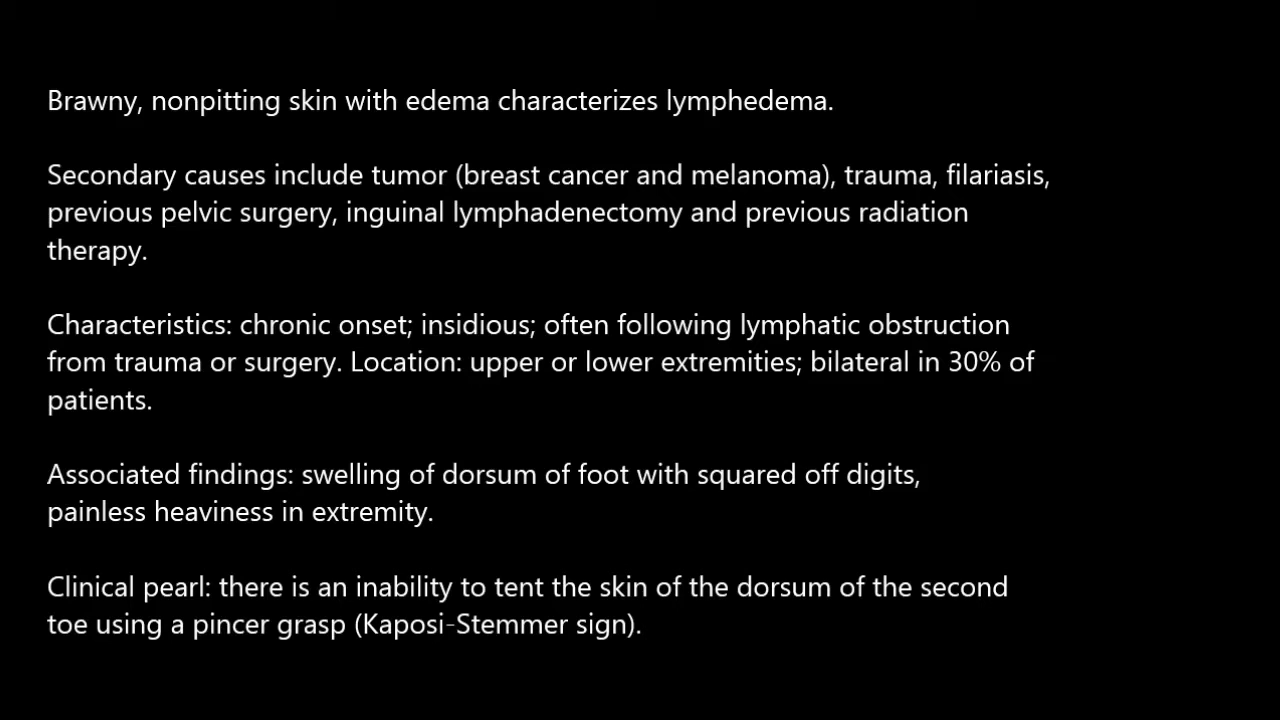 Brawny, nonpitting skin with edema characterizes lymphedema.
Secondary causes include tumor (breast cancer and melanoma), trauma, filariasis,
previous pelvic surgery, inguinal lymphadenectomy and previous radiation
therapy.
Characteristics: chronic onset; insidious; often following lymphatic obstruction
from trauma or surgery. Location: upper or lower extremities; bilateral in 30% of
patients.
Associated findings: swelling of dorsum of foot with squared off digits,
painless heaviness in extremity.
Clinical pearl: there is an inability to tent the skin of the dorsum of the second
toe using a pincer grasp (Kaposi-Stemmer sign).